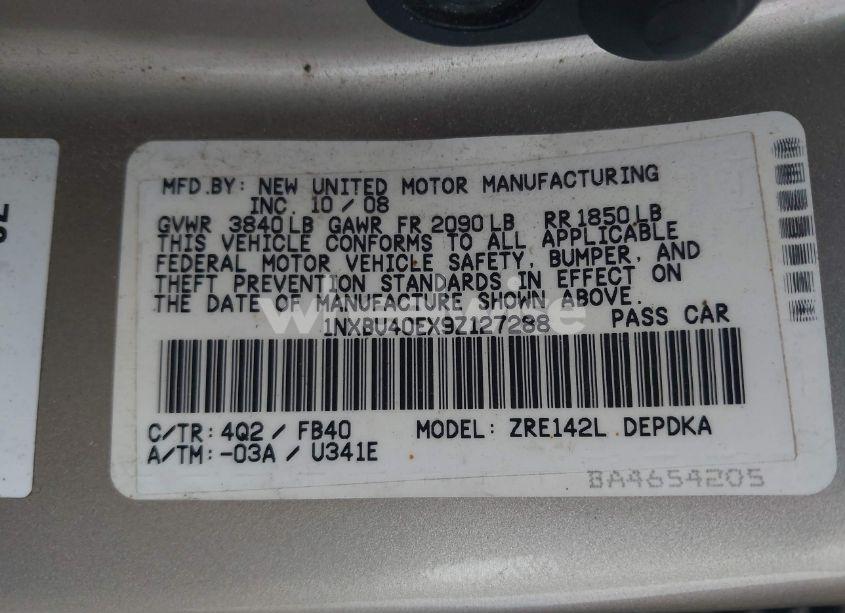 MFD.BY: NEW UNITED MOTOR MANUFACTURING
INC. 10 / 08
GVWR 3840 LB GAWR FR 2090 LB RR 1850 LB
THIS VEHICLE CONFORMS TO ALL APPLICABLE
FEDERAL MOTOR VEHICLE SAFETY, BUMPER, AND
THEFT PREVENTION STANDARDS IN EFFECT ON
THE DATE OF MANUFACTURE SHOWN ABOVE.
1NXBU40EX9Z127288 PASS CAR
C/TR: 4Q2 / FB40 MODEL: ZRE142L DEPDKA
A/TM: -03A / U341E
BA4654205